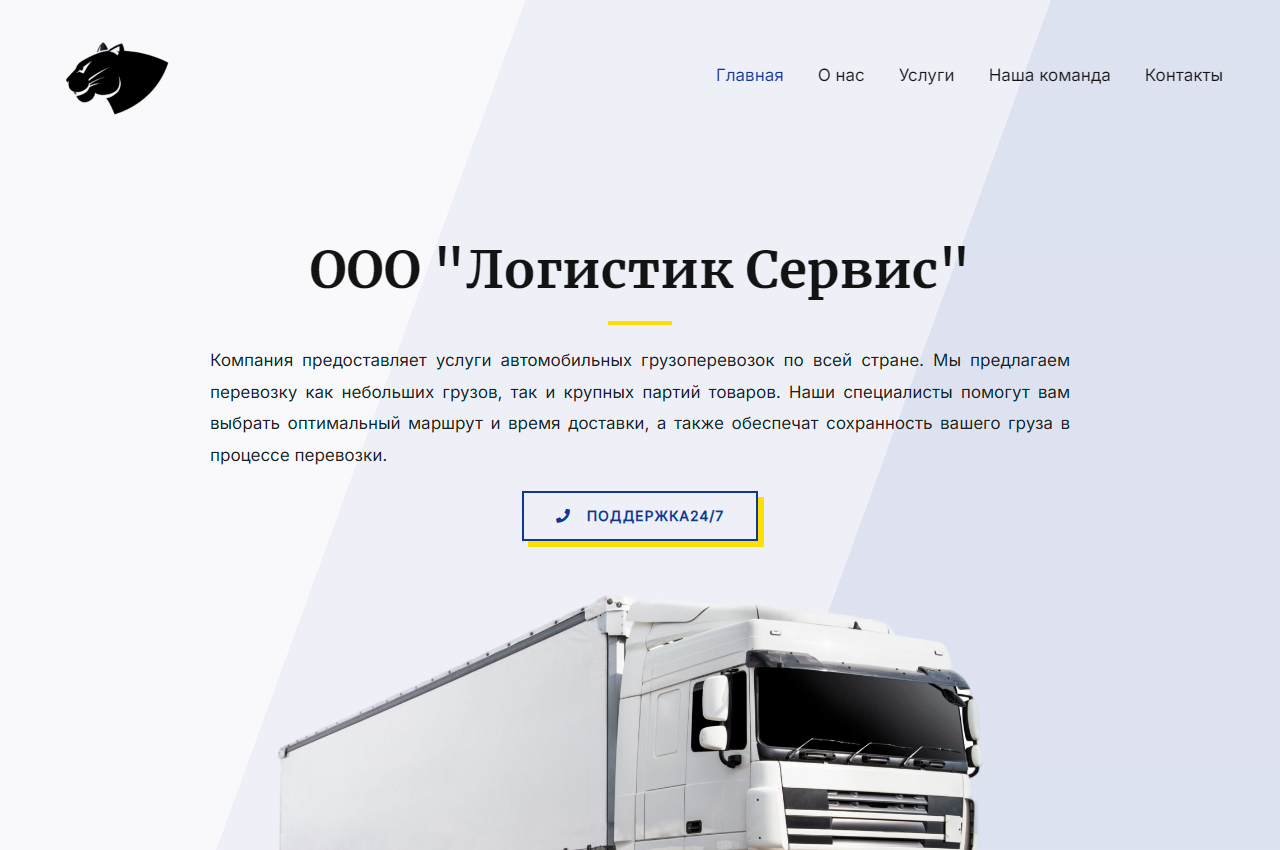 Главная О нас Услуги Наша команда Контакты
ООО "Логистик Сервис"
Компания предоставляет услуги автомобильных грузоперевозок по всей стране. Мы предлагаем
перевозку как небольших грузов, так и крупных партий товаров. Наши специалисты помогут вам
выбрать оптимальный маршрут и время доставки, а также обеспечат сохранность вашего груза в
процессе перевозки.
ПОДДЕРЖКА24/7